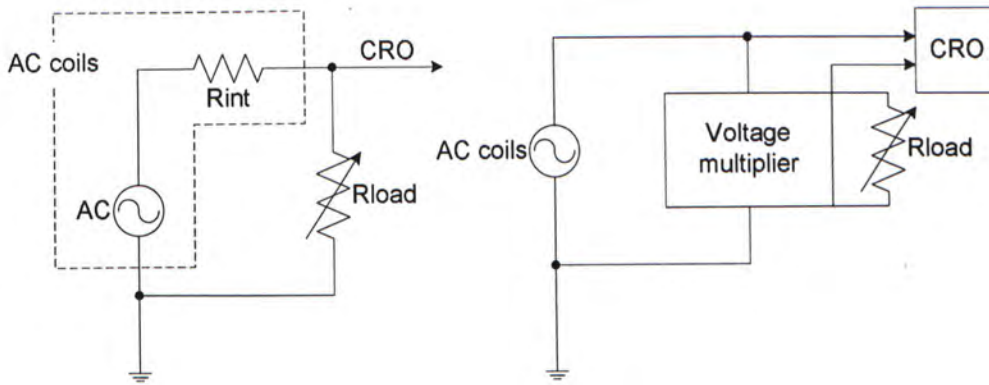 AC coils
CRO
Rint
AC
Rload
CRO
AC coils
Voltage
multiplier
Rload